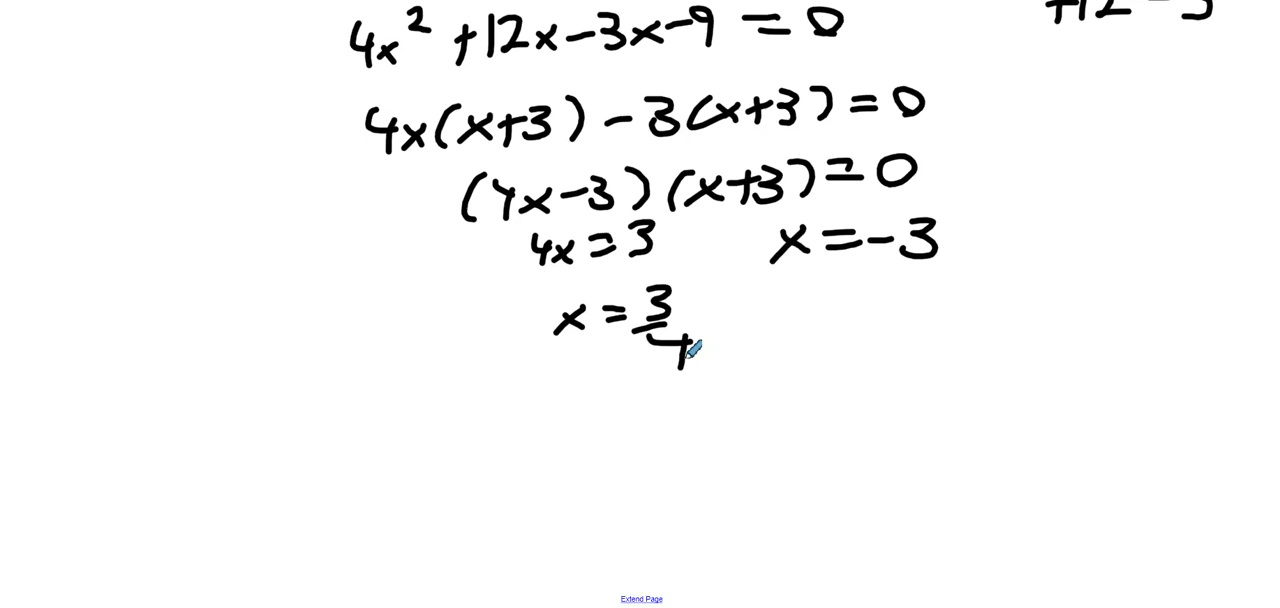 4x² +12x-3x-9 = 0
4x(x+3) - 3(x+3) = 0
(4x-3)(x+3) = 0
4x = 3 x = -3
x = 3/4
Extend Page